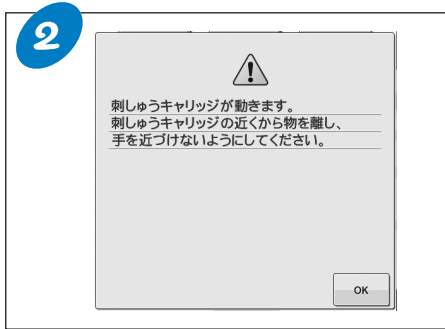 2
刺しゅうキャリッジが動きます。
刺しゅうキャリッジの近くから物を離し、
手を近づけないようにしてください。
OK